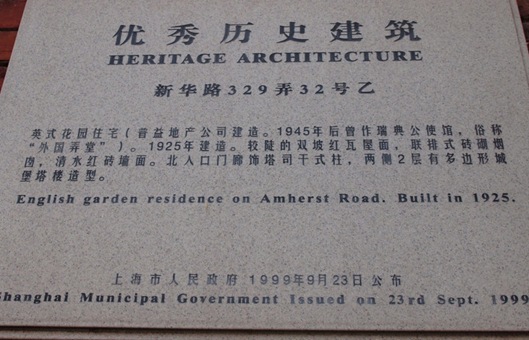 优秀历史建筑
HERITAGE ARCHITECTURE
新华路329弄32号乙
英式花园住宅(普益地产公司建造。1945年后曾作瑞典公使馆,俗称
“外国弄堂”)。1925年建造。较陡的双坡红瓦屋面,联排式砖砌烟
囱,清水红砖墙面。北入口门廊饰塔司干式柱,两侧2层有多边形城
堡塔楼造型。
English garden residence on Amherst Road. Built in 1925.
上海市人民政府 1999年9月23日公布
Shanghai Municipal Government Issued on 23rd Sept. 1999